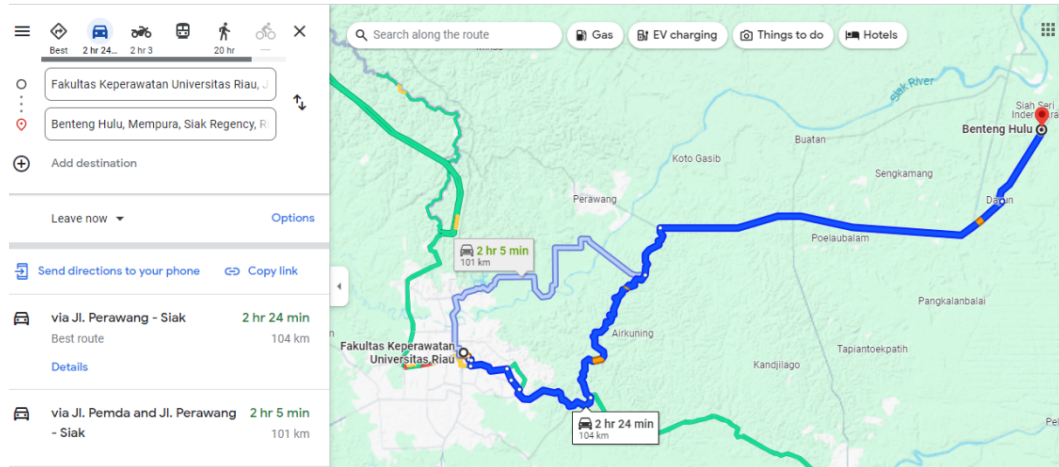 Best
2 hr 24...
2 hr 3
20 hr
—
Fakultas Keperawatan Universitas Riau, J
Benteng Hulu, Mempura, Siak Regency, R
Add destination
Leave now
Options
Send directions to your phone
Copy link
via Jl. Perawang - Siak
2 hr 24 min
Best route
104 km
Details
via Jl. Pemda and Jl. Perawang
- Siak
2 hr 5 min
101 km
Search along the route
Gas
EV charging
Things to do
Hotels
Siak River
Siah Seri
Benteng Hulu
Buatan
Koto Gasib
Sengkamang
Perawang
Poelaubalam
2 hr 5 min
101 km
Pangkalanbalai
Airkuning
Fakultas Keperawatan
Universitas Riau
Tapiantoekpatih
Kandjilago
2 hr 24 min
104 km